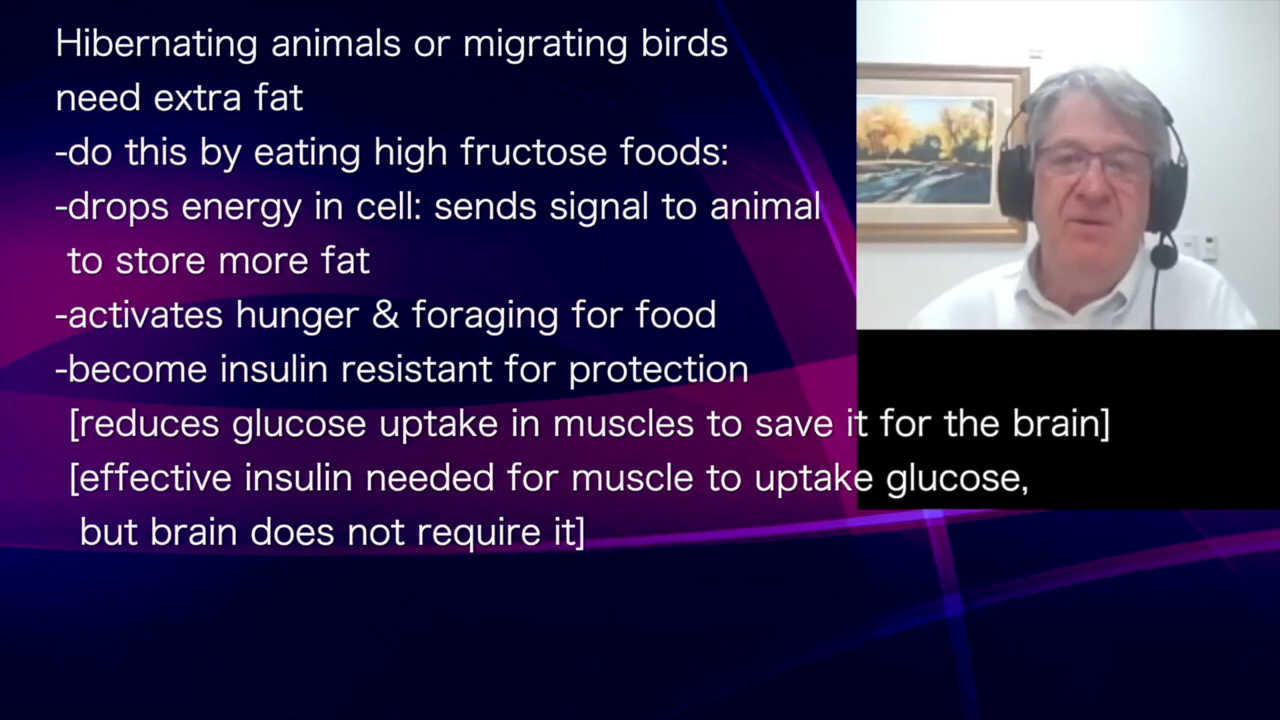 Hibernating animals or migrating birds
need extra fat
-do this by eating high fructose foods:
-drops energy in cell: sends signal to animal
to store more fat
-activates hunger & foraging for food
-become insulin resistant for protection
[reduces glucose uptake in muscles to save it for the brain]
[effective insulin needed for muscle to uptake glucose,
but brain does not require it]